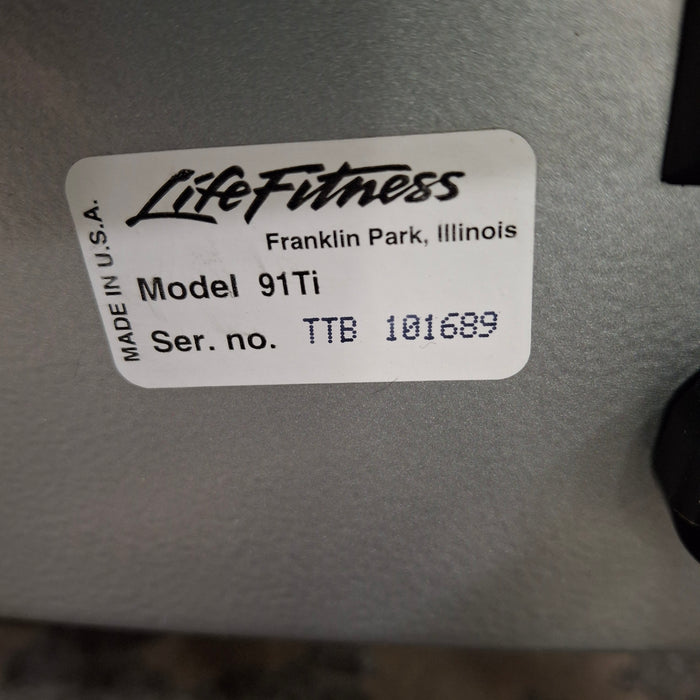 LifeFitness
Franklin Park, Illinois
Model 91Ti
Ser. no. TTB 101689
MADE IN U.S.A.